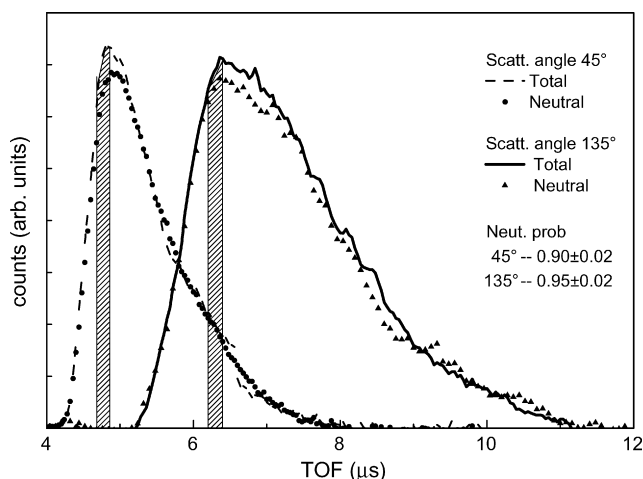 counts (arb. units)
Scatt. angle 45°
Total
Neutral
Scatt. angle 135°
Total
Neutral
Neut. prob
45° -- 0.90±0.02
135° -- 0.95±0.02
4 6 8 10 12
TOF (μs)